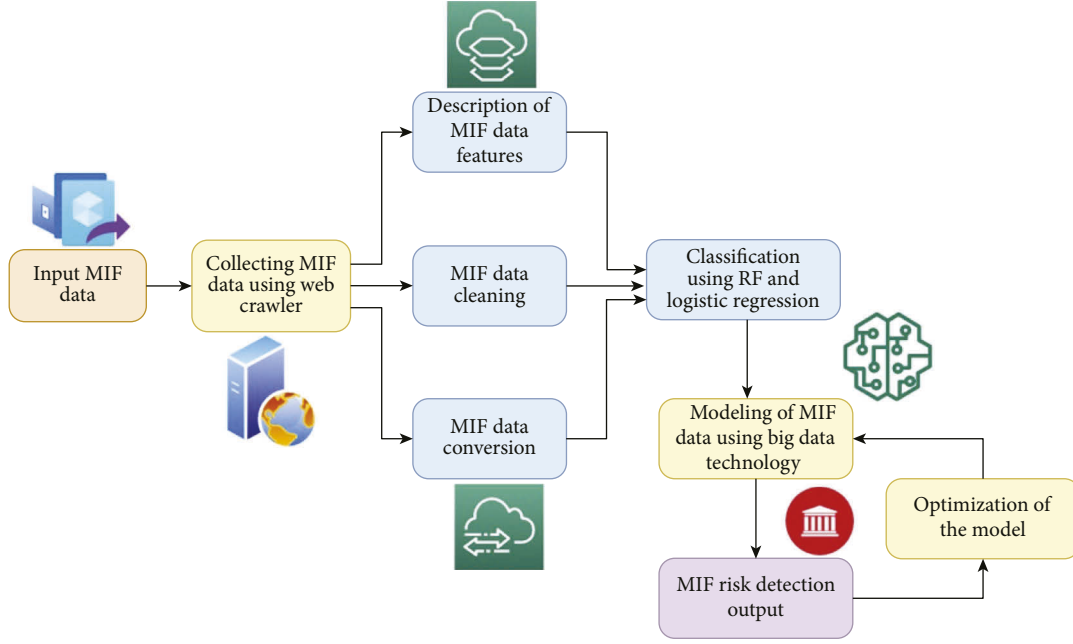 Description of
MIF data
features
Input MIF
data
Collecting MIF
data using web
crawler
MIF data
cleaning
Classification
using RF and
logistic regression
MIF data
conversion
Modeling of MIF
data using big data
technology
Optimization of
the model
MIF risk detection
output